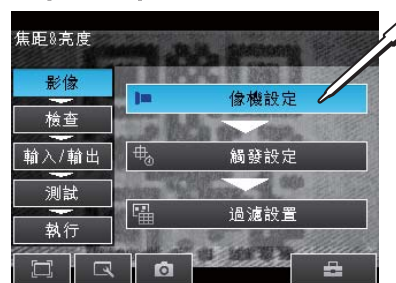 焦距&亮度
影像
像機設定
檢查
輸入/輸出
觸發設定
測試
過濾設置
執行